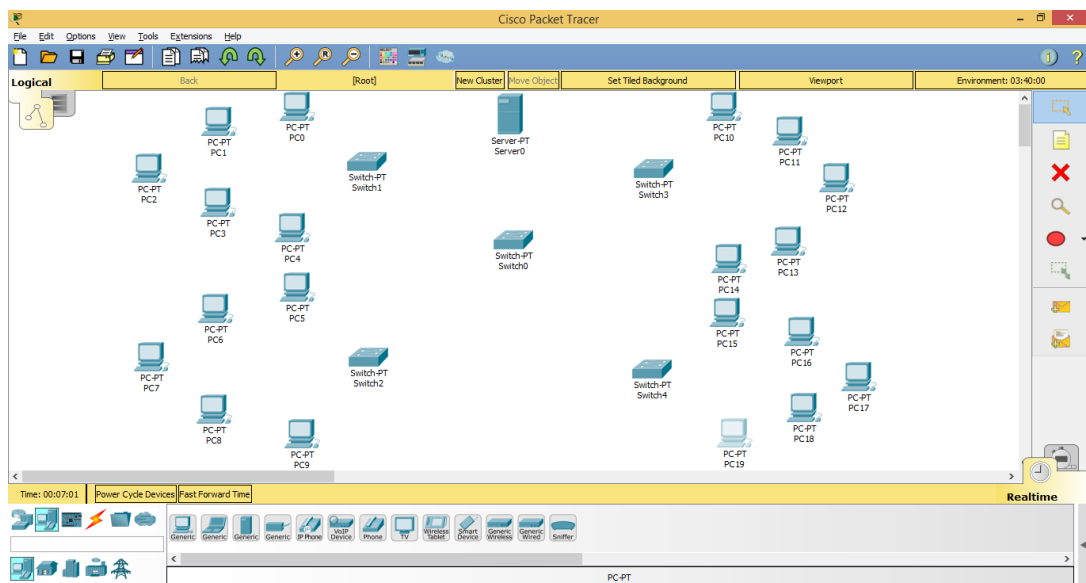 Cisco Packet Tracer
File Edit Options View Tools Extensions Help
Logical Back [Root] New Cluster Move Object Set Tiled Background Viewport Environment: 03:40:00
PC-PT
PC0
PC-PT
PC1
PC-PT
PC2
PC-PT
PC3
PC-PT
PC4
PC-PT
PC5
PC-PT
PC6
PC-PT
PC7
PC-PT
PC8
PC-PT
PC9
Switch-PT
Switch1
Switch-PT
Switch2
Server-PT
Server0
Switch-PT
Switch0
Switch-PT
Switch3
Switch-PT
Switch4
PC-PT
PC10
PC-PT
PC11
PC-PT
PC12
PC-PT
PC13
PC-PT
PC14
PC-PT
PC15
PC-PT
PC16
PC-PT
PC17
PC-PT
PC18
PC-PT
PC19
Time: 00:07:01 Power Cycle Devices Fast Forward Time Realtime
Generic Generic Generic Generic IP Phone VoIP Device Phone TV Wireless Tablet Smart Device Generic Wireless Generic Wired Sniffer
PC-PT